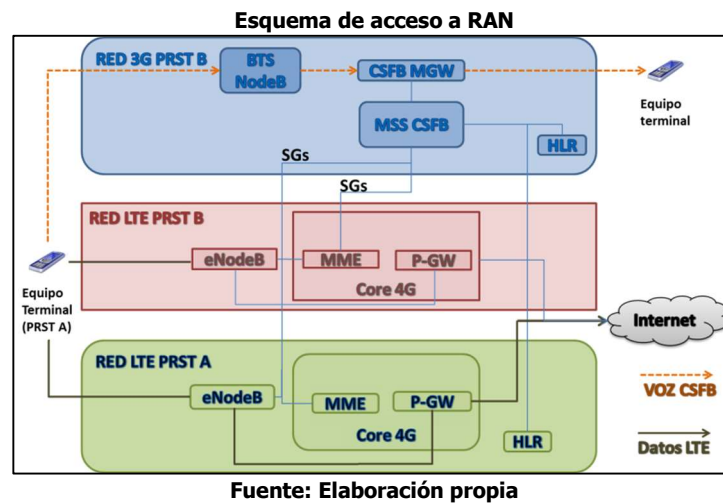 Esquema de acceso a RAN
RED 3G PRST B
BTS
NodeB
CSFB MGW
Equipo
terminal
MSS CSFB
HLR
SGs
SGs
RED LTE PRST B
eNodeB
MME
P-GW
Core 4G
Equipo
Terminal
(PRST A)
Internet
RED LTE PRST A
eNodeB
MME
P-GW
Core 4G
HLR
VOZ CSFB
Datos LTE
Fuente: Elaboración propia